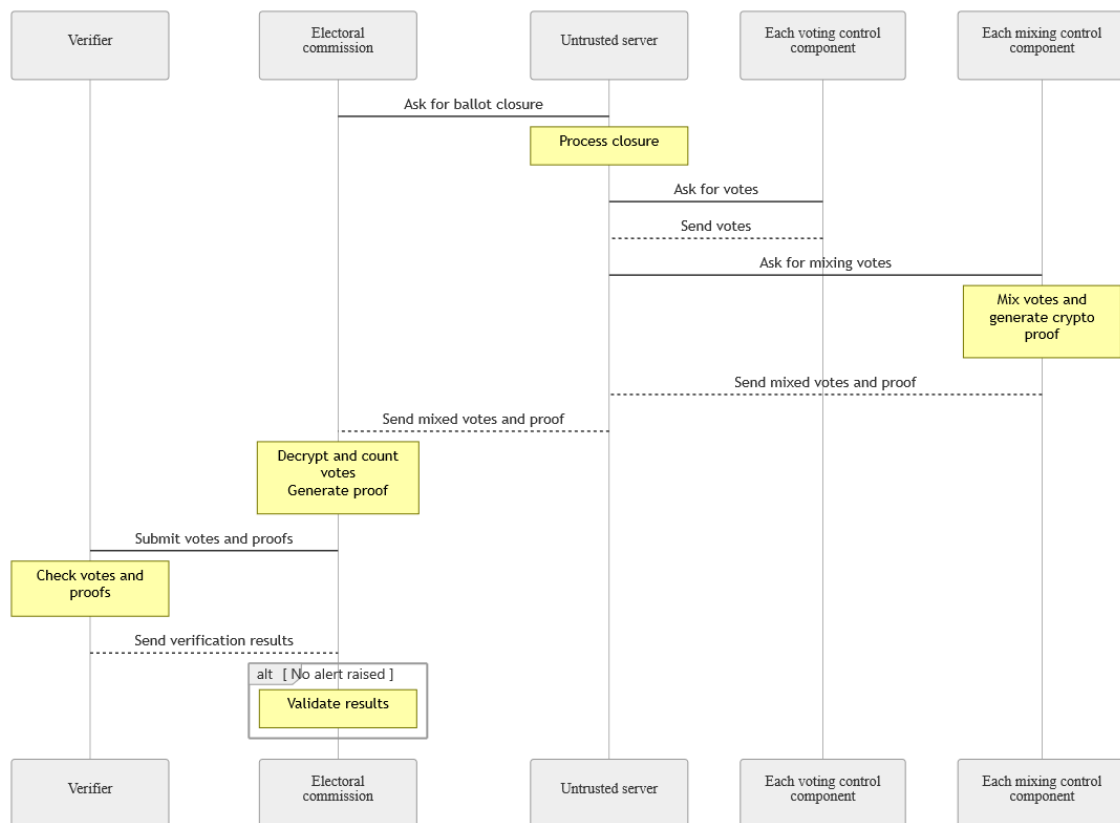 Verifier
Electoral
commission
Untrusted server
Each voting control
component
Each mixing control
component
Ask for ballot closure
Process closure
Ask for votes
Send votes
Ask for mixing votes
Mix votes and
generate crypto
proof
Send mixed votes and proof
Send mixed votes and proof
Decrypt and count
votes
Generate proof
Submit votes and proofs
Check votes and
proofs
Send verification results
alt [ No alert raised ]
Validate results
Verifier
Electoral
commission
Untrusted server
Each voting control
component
Each mixing control
component